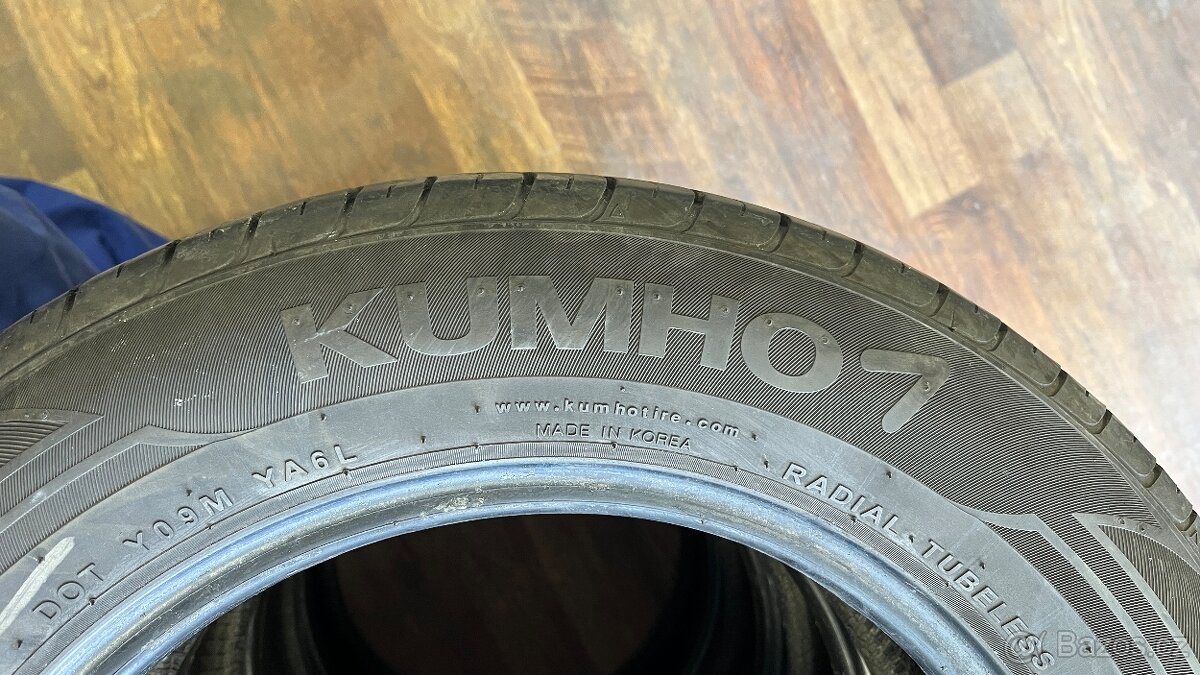 KUMHO
www.kumhotire.com
MADE IN KOREA
DOT Y09M YA6L
RADIAL TUBELESS
Bazos.cz